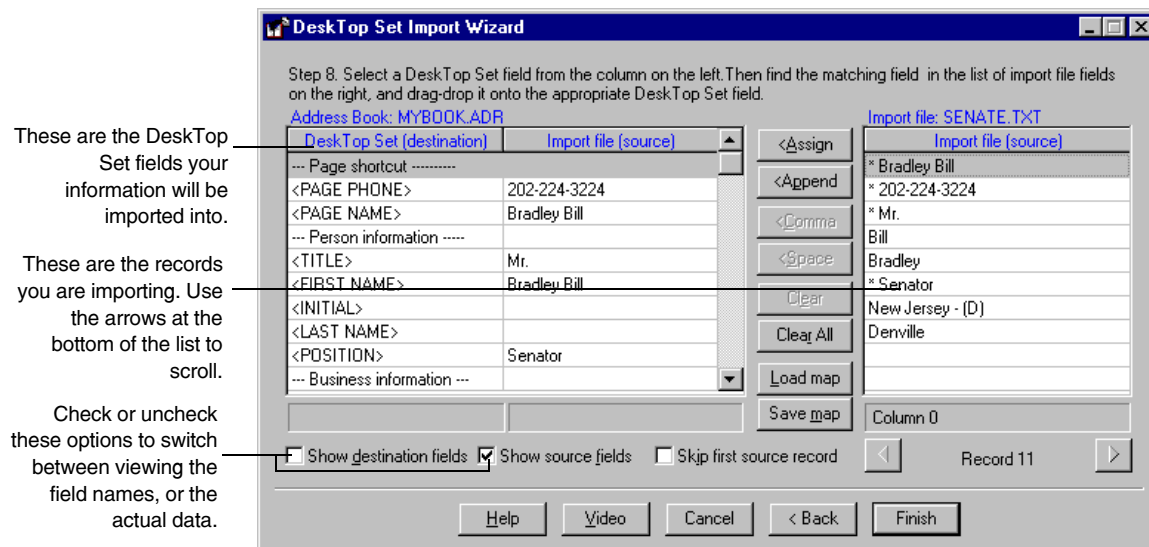 DeskTop Set Import Wizard
Step 8. Select a DeskTop Set field from the column on the left.Then find the matching field in the list of import file fields
on the right, and drag-drop it onto the appropriate DeskTop Set field.
Address Book: MYBOOK.ADR
Import file: SENATE.TXT
These are the DeskTop
Set fields your
information will be
imported into.
These are the records
you are importing. Use
the arrows at the
bottom of the list to
scroll.
Check or uncheck
these options to switch
between viewing the
field names, or the
actual data.
DeskTop Set (destination) Import file (source)
--- Page shortcut ----------
<PAGE PHONE> 202-224-3224
<PAGE NAME> Bradley Bill
--- Person information -----
<TITLE> Mr.
<FIRST NAME> Bradley Bill
<INITIAL>
<LAST NAME>
<POSITION> Senator
--- Business information ---
<Assign
<Append
<Comma
<Space
Clear
Clear All
Load map
Save map
Import file (source)
* Bradley Bill
* 202-224-3224
* Mr.
Bill
Bradley
* Senator
New Jersey - (D)
Denville
Column 0
Show destination fields Show source fields Skip first source record
Record 11
Help Video Cancel < Back Finish